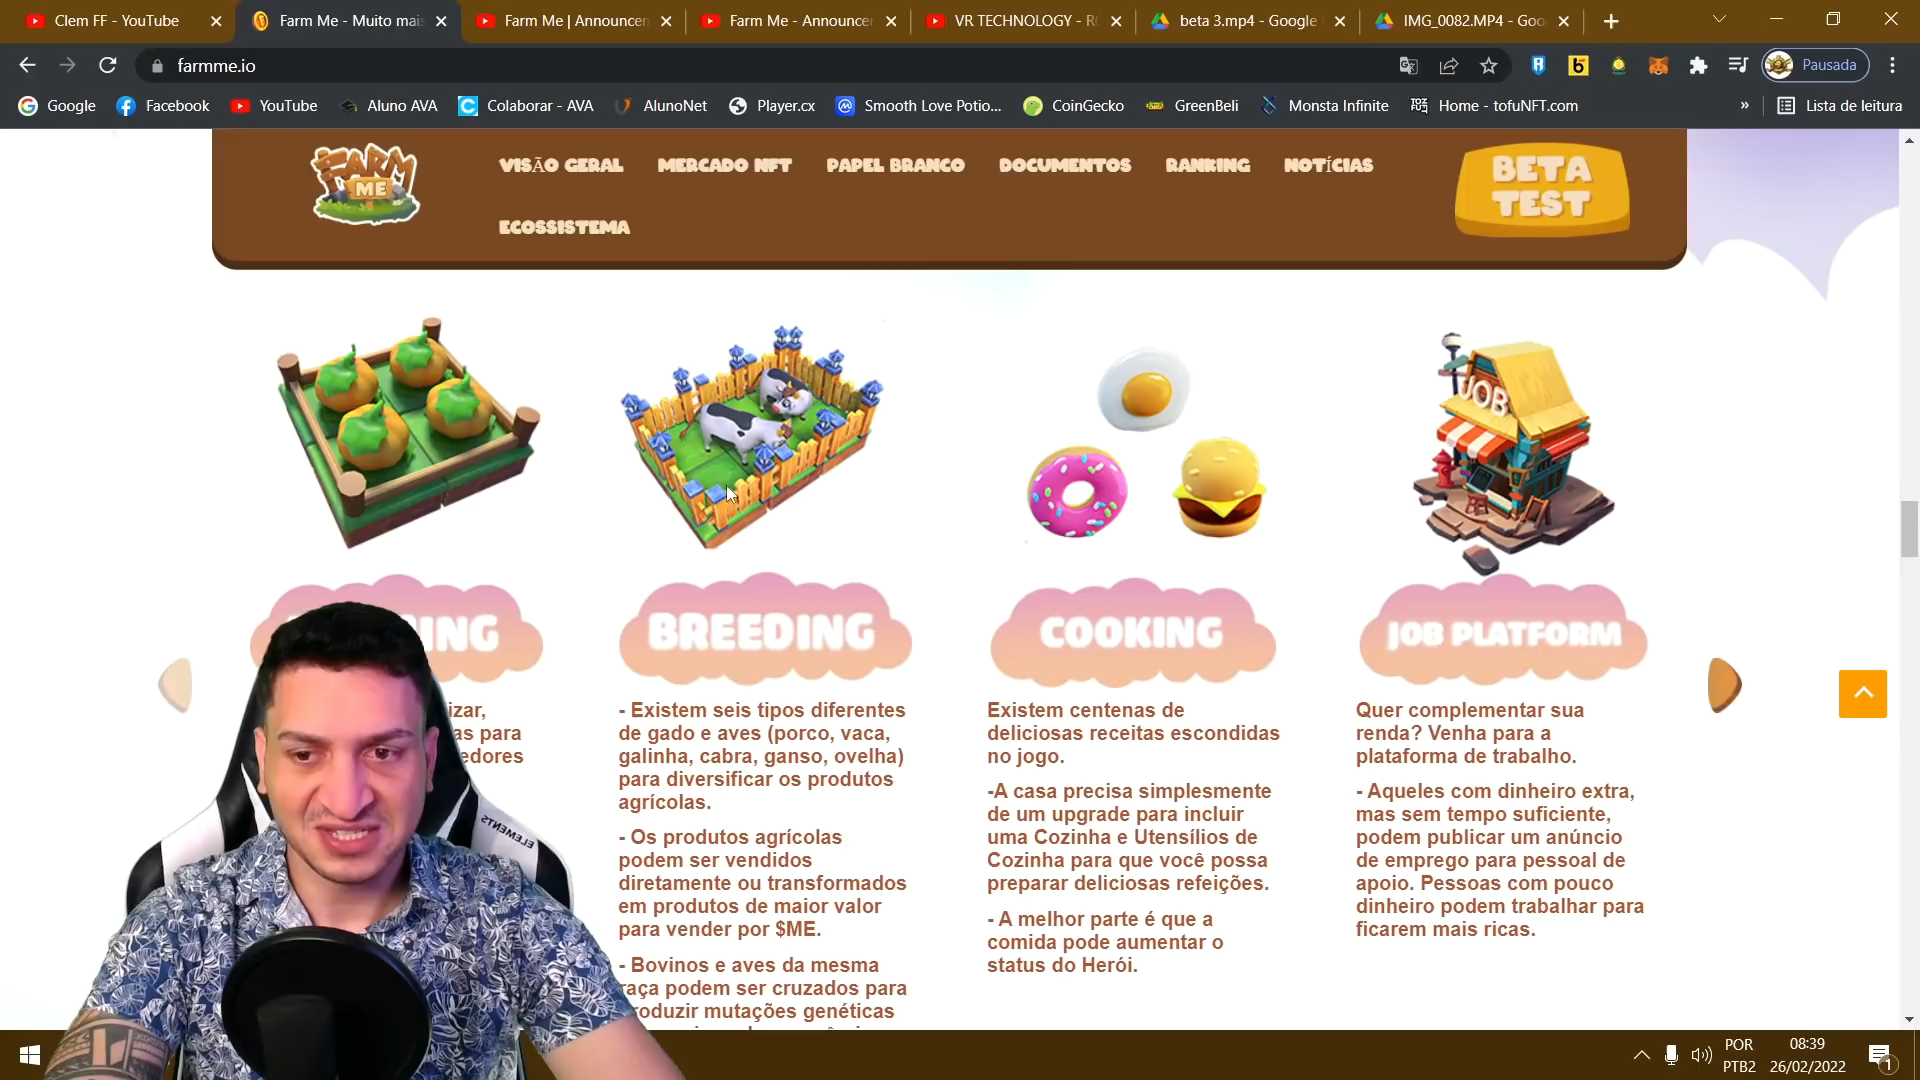 Clem FF - YouTube
Farm Me - Muito mais
Farm Me | Announcen
Farm Me - Announcen
VR TECHNOLOGY - RO
beta 3.mp4 - Google
IMG_0082.MP4 - Goo
farmme.io
Pausada
Google
Facebook
YouTube
Aluno AVA
Colaborar - AVA
AlunoNet
Player.cx
Smooth Love Potio...
CoinGecko
GreenBeli
Monsta Infinite
Home - tofuNFT.com
»
Lista de leitura
FARM
ME
VISÃO GERAL
MERCADO NFT
PAPEL BRANCO
DOCUMENTOS
RANKING
NOTÍCIAS
ECOSSISTEMA
BETA
TEST
JOB
ING
BREEDING
COOKING
JOB PLATFORM
izar,
as para
edores
- Existem seis tipos diferentes
de gado e aves (porco, vaca,
galinha, cabra, ganso, ovelha)
para diversificar os produtos
agrícolas.
- Os produtos agrícolas
podem ser vendidos
diretamente ou transformados
em produtos de maior valor
para vender por $ME.
- Bovinos e aves da mesma
raça podem ser cruzados para
roduzir mutações genéticas
Existem centenas de
deliciosas receitas escondidas
no jogo.
-A casa precisa simplesmente
de um upgrade para incluir
uma Cozinha e Utensílios de
Cozinha para que você possa
preparar deliciosas refeições.
- A melhor parte é que a
comida pode aumentar o
status do Herói.
Quer complementar sua
renda? Venha para a
plataforma de trabalho.
- Aqueles com dinheiro extra,
mas sem tempo suficiente,
podem publicar um anúncio
de emprego para pessoal de
apoio. Pessoas com pouco
dinheiro podem trabalhar para
ficarem mais ricas.
ELEMENTS
POR
PTB2
08:39
26/02/2022
1